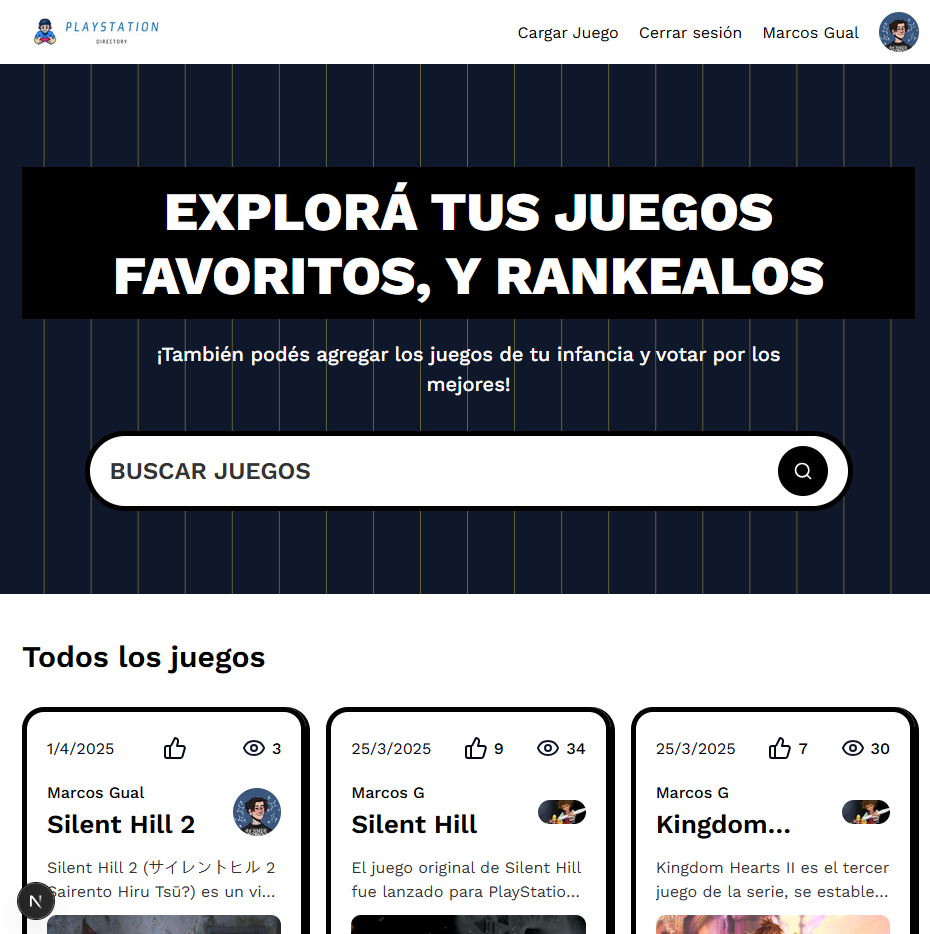 PLAYSTATION
DIRECTORY
Cargar Juego Cerrar sesión Marcos Gual
EXPLORÁ TUS JUEGOS
FAVORITOS, Y RANKEALOS
¡También podés agregar los juegos de tu infancia y votar por los
mejores!
BUSCAR JUEGOS
Todos los juegos
1/4/2025 3
Marcos Gual
Silent Hill 2
Silent Hill 2 (サイレントヒル 2
Sairento Hiru Tsū?) es un vi...
25/3/2025 9 34
Marcos G
Silent Hill
El juego original de Silent Hill
fue lanzado para PlayStatio...
25/3/2025 7 30
Marcos G
Kingdom...
Kingdom Hearts II es el tercer
juego de la serie, se estable...
N